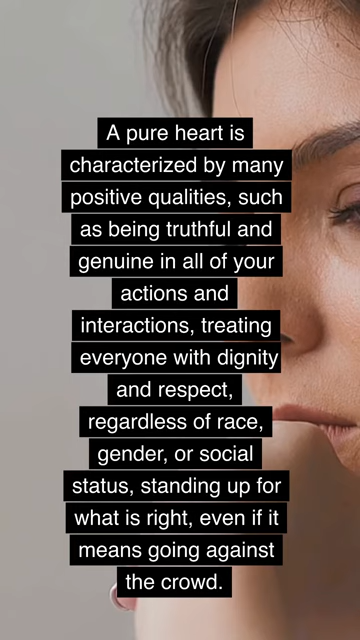 A pure heart is
characterized by many
positive qualities, such
as being truthful and
genuine in all of your
actions and
interactions, treating
everyone with dignity
and respect,
regardless of race,
gender, or social
status, standing up for
what is right, even if it
means going against
the crowd.